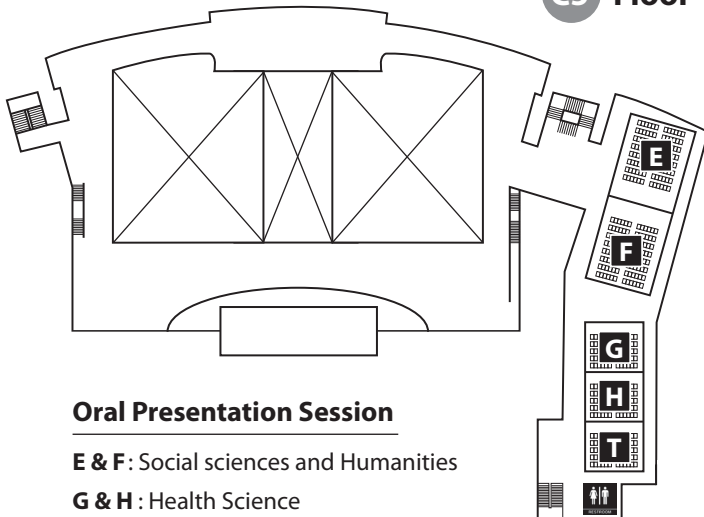 Floor
E
F
G
H
T
RESTROOM
Oral Presentation Session
E & F : Social sciences and Humanities
G & H : Health Science